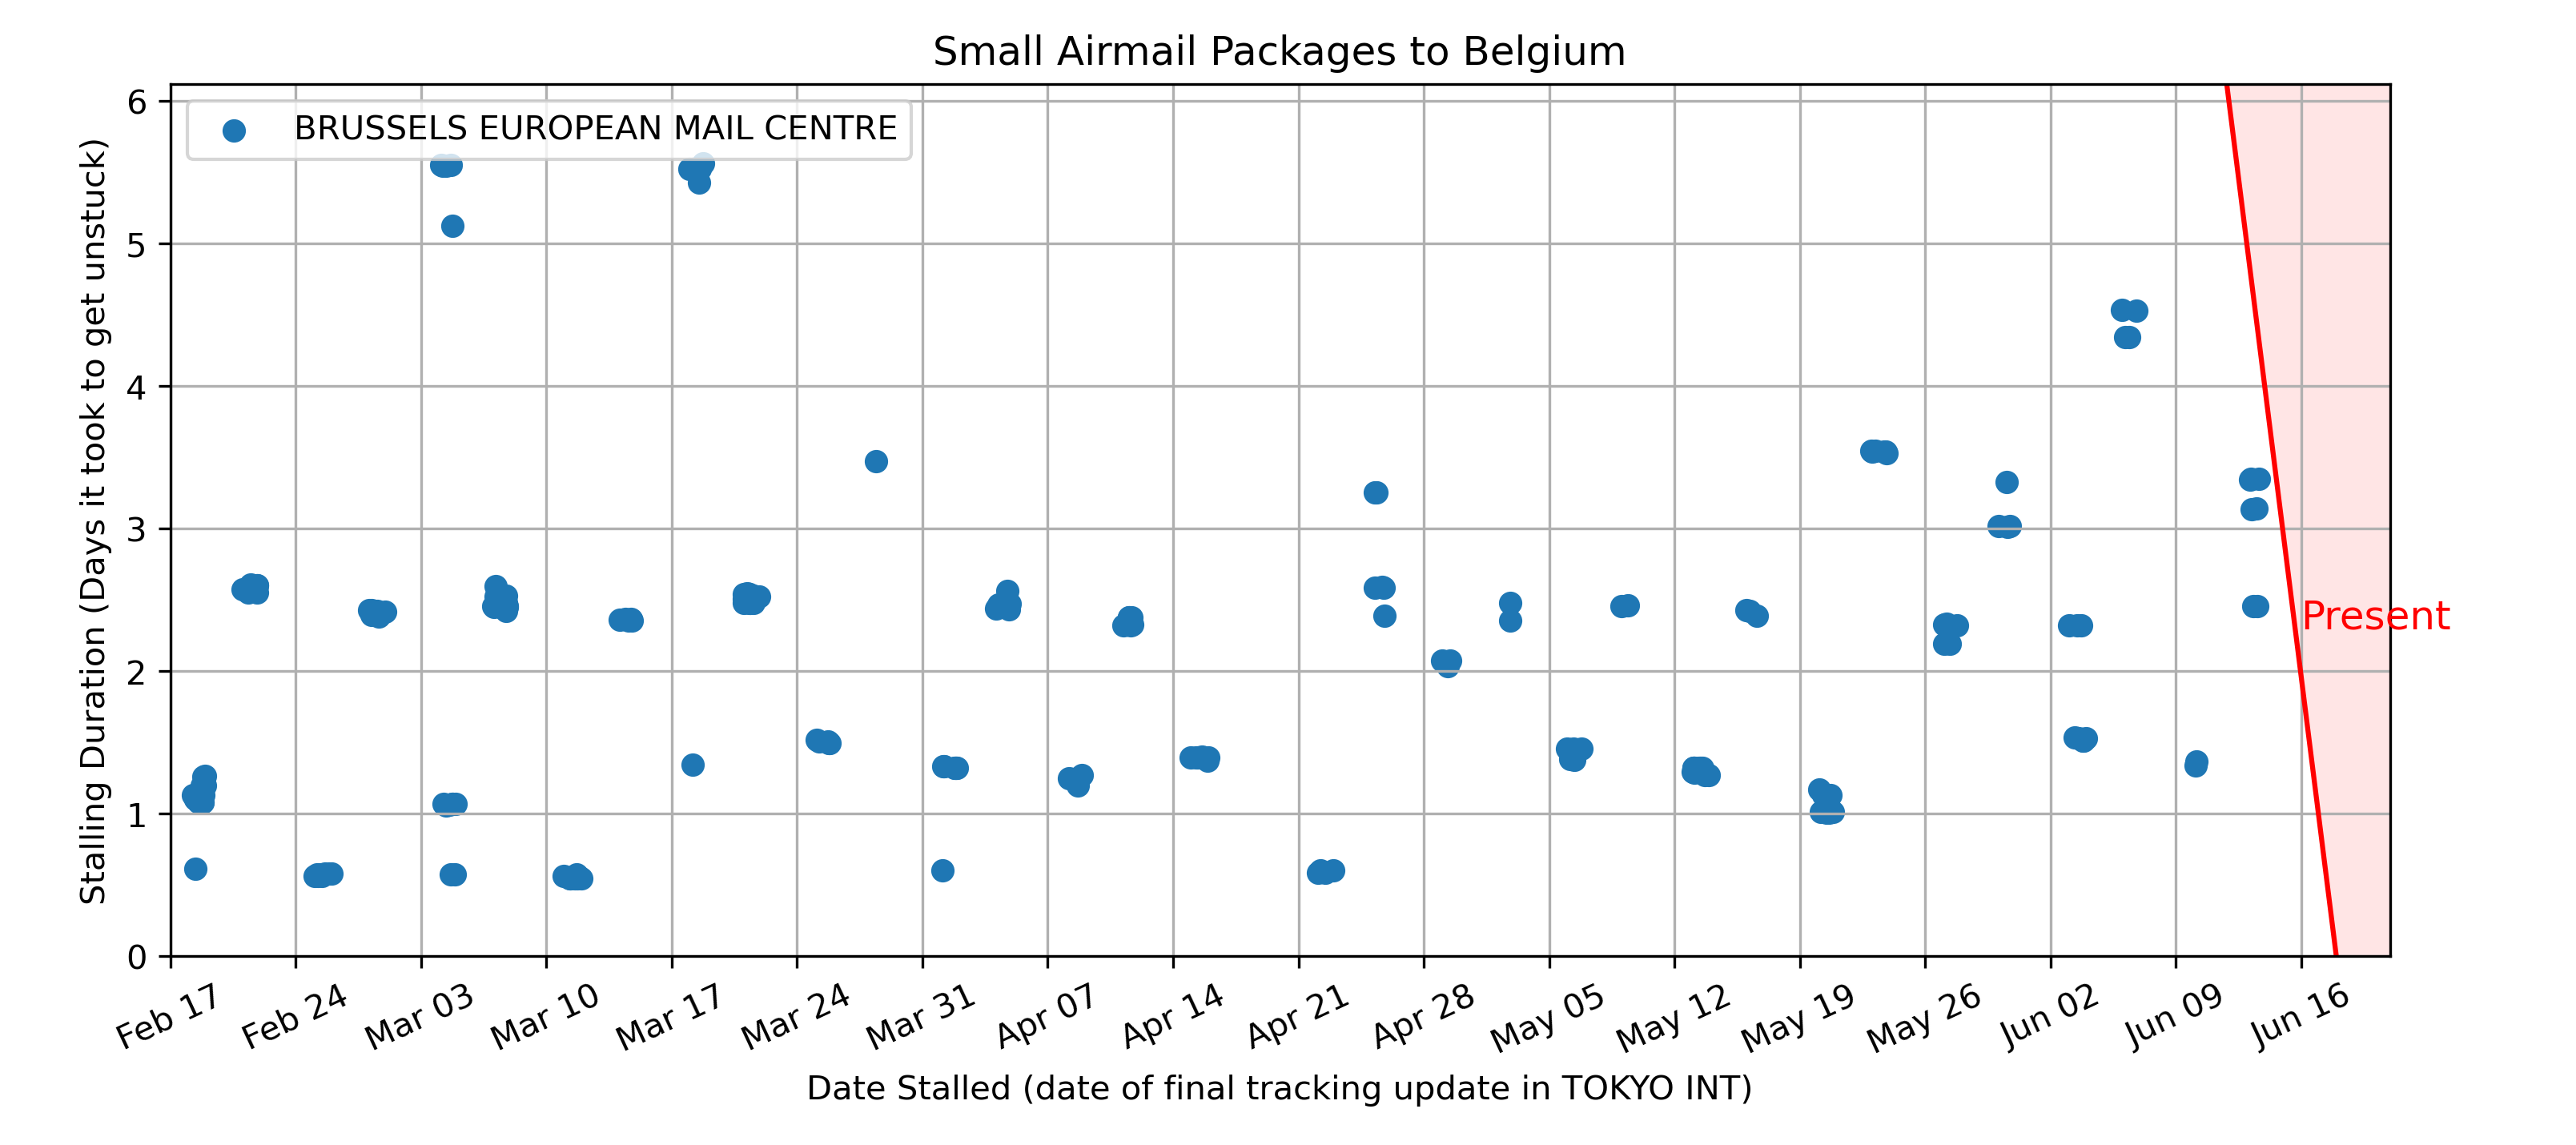 Small Airmail Packages to Belgium
BRUSSELS EUROPEAN MAIL CENTRE
Stalling Duration (Days it took to get unstuck)
6
5
4
3
2
1
0
Present
Feb 17 Feb 24 Mar 03 Mar 10 Mar 17 Mar 24 Mar 31 Apr 07 Apr 14 Apr 21 Apr 28 May 05 May 12 May 19 May 26 Jun 02 Jun 09 Jun 16
Date Stalled (date of final tracking update in TOKYO INT)